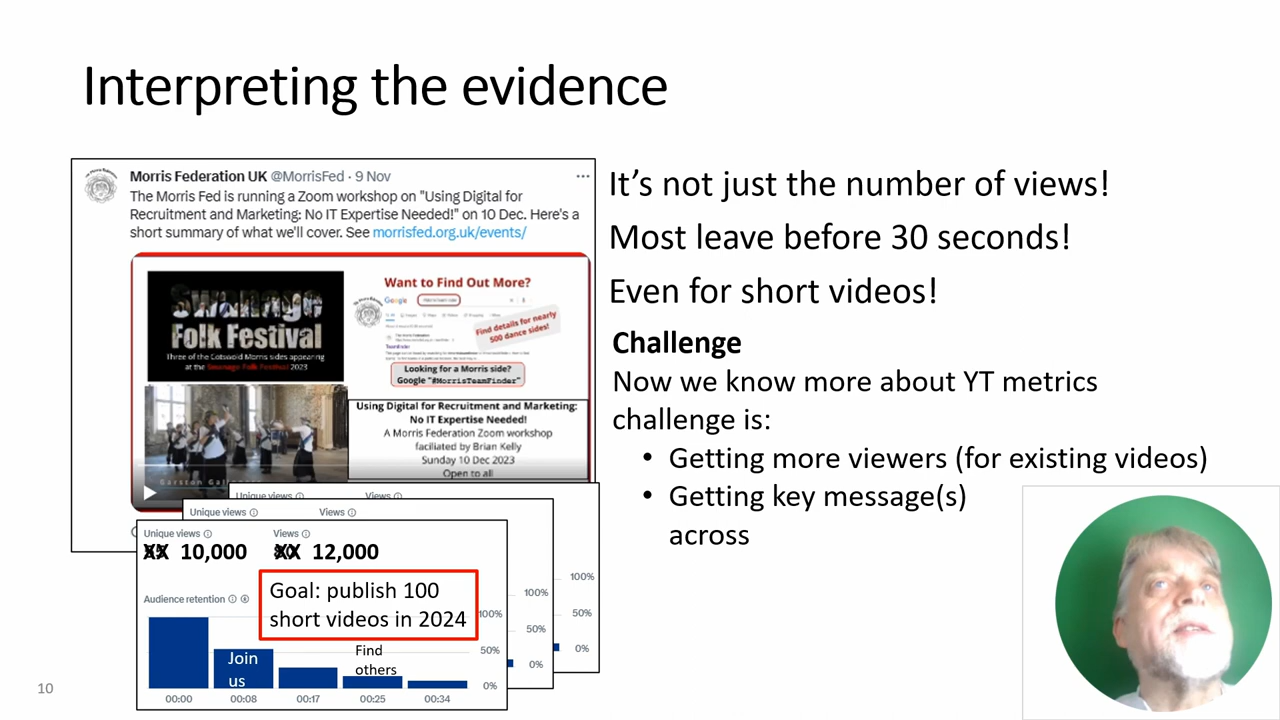 Interpreting the evidence
Morris Federation UK @MorrisFed · 9 Nov
The Morris Fed is running a Zoom workshop on "Using Digital for
Recruitment and Marketing: No IT Expertise Needed!" on 10 Dec. Here's a
short summary of what we'll cover. See morrisfed.org.uk/events/
Swanage
Folk Festival
Three of the Cotswold Morris sides appearing
at the Swanage Folk Festival 2023
Want to Find Out More?
Google
Find details for nearly
500 dance sides!
Looking for a Morris side?
Google "#MorrisTeamFinder"
Using Digital for Recruitment and Marketing:
No IT Expertise Needed!
A Morris Federation Zoom workshop
faciliated by Brian Kelly
Sunday 10 Dec 2023
Open to all
Unique views Views
Unique views Views
Unique views Views
XX 10,000 XX 12,000
Goal: publish 100
short videos in 2024
Audience retention
Join
us
Find
others
100%
50%
0%
100%
50%
0%
100%
50%
0%
00:00 00:08 00:17 00:25 00:34
It's not just the number of views!
Most leave before 30 seconds!
Even for short videos!
Challenge
Now we know more about YT metrics
challenge is:
• Getting more viewers (for existing videos)
• Getting key message(s)
across
10